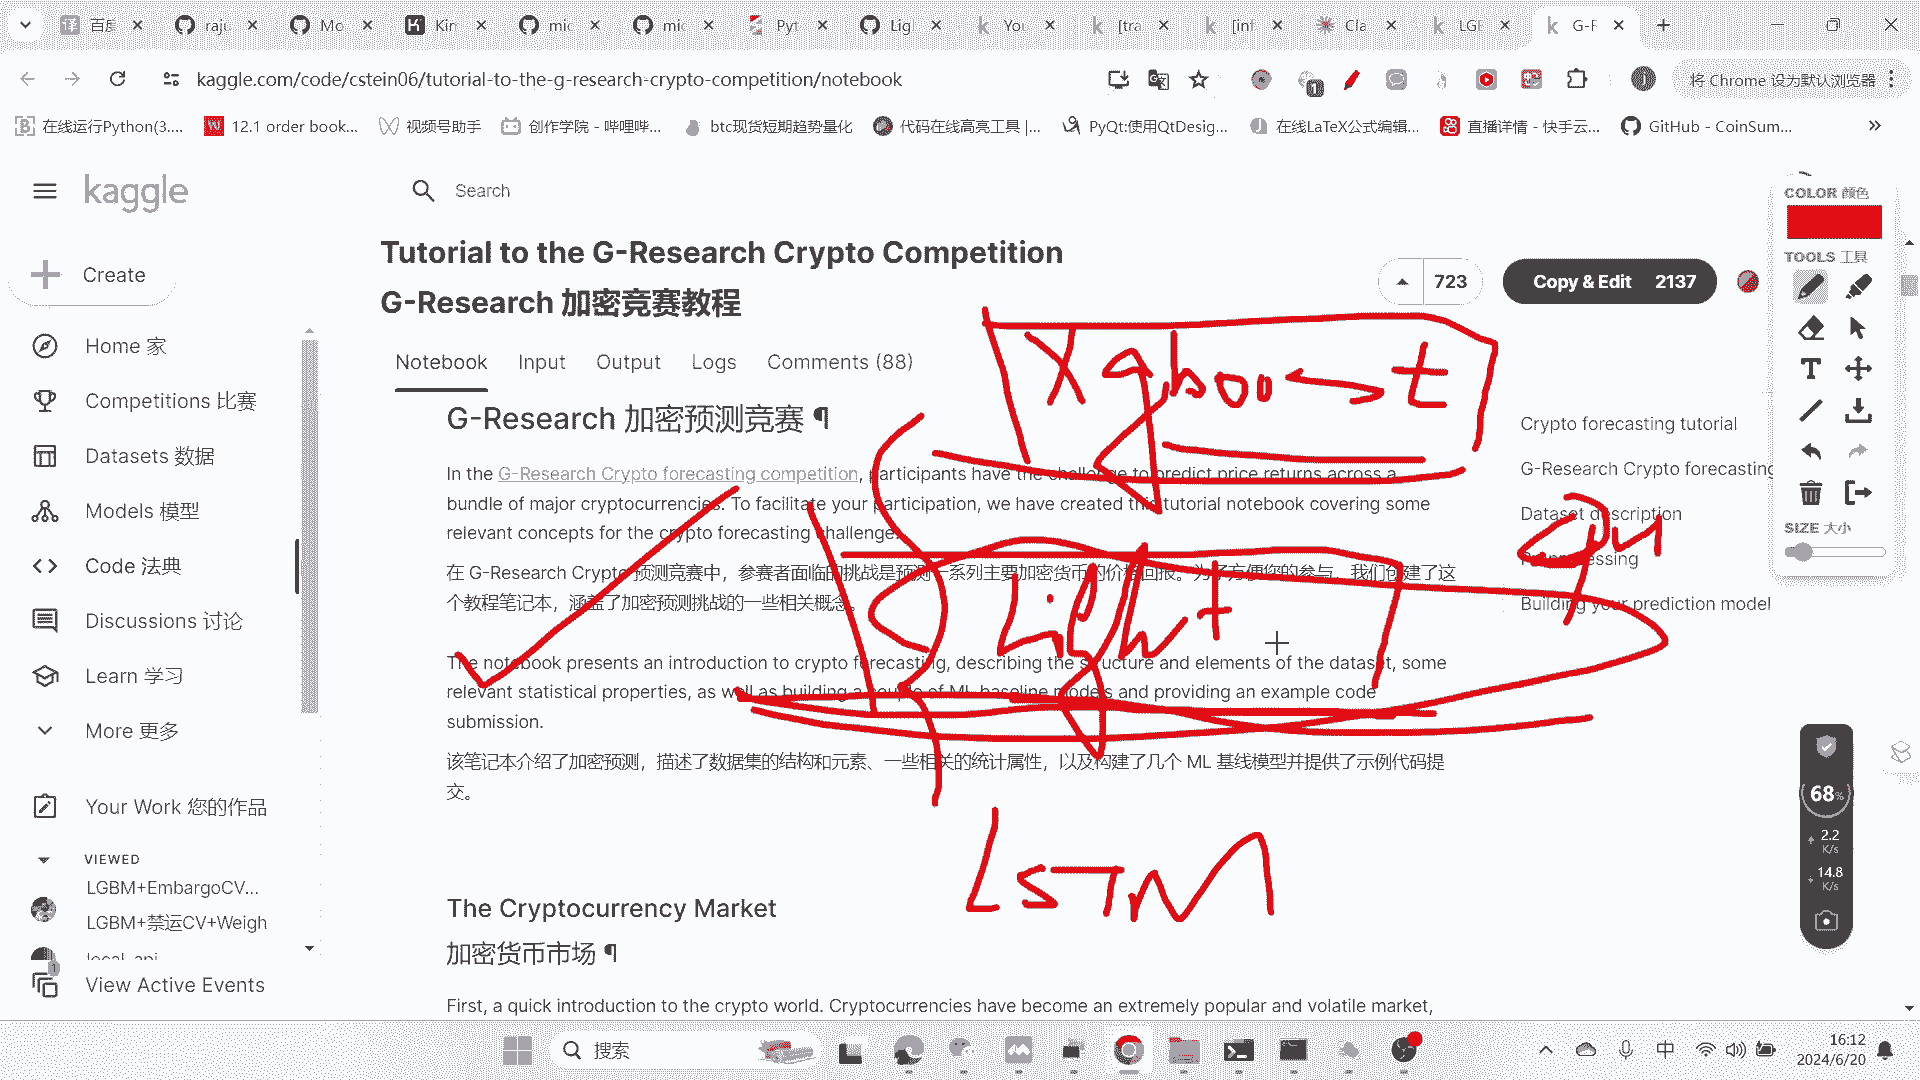 百度
raju
Mo
Kin
mic
mic
Pyt
Ligl
You
[tra
[inf
Cla
LGE
G-F
kaggle.com/code/cstein06/tutorial-to-the-g-research-crypto-competition/notebook
将 Chrome 设为默认浏览器
在线运行Python(3....
12.1 order book...
视频号助手
创作学院 - 哔哩哔...
btc现货短期趋势量化
代码在线高亮工具 |...
PyQt:使用QtDesig...
在线LaTeX公式编辑...
直播详情 - 快手云...
GitHub - CoinSum...
kaggle
Search
COLOR 颜色
TOOLS 工具
SIZE 大小
Create
Home 家
Competitions 比赛
Datasets 数据
Models 模型
Code 法典
Discussions 讨论
Learn 学习
More 更多
Your Work 您的作品
VIEWED
LGBM+EmbargoCV...
LGBM+禁运CV+Weigh
local_api
View Active Events
1
Tutorial to the G-Research Crypto Competition
G-Research 加密竞赛教程
723
Copy & Edit 2137
Notebook Input Output Logs Comments (88)
G-Research 加密预测竞赛 ¶
Xgboost
In the G-Research Crypto forecasting competition, participants have the challenge to predict price returns across a
bundle of major cryptocurrencies. To facilitate your participation, we have created this tutorial notebook covering some
relevant concepts for the crypto forecasting challenge.
在 G-Research Crypto 预测竞赛中，参赛者面临的挑战是预测一系列主要加密货币的价格回报。为了方便您的参与，我们创建了这
个教程笔记本，涵盖了加密预测挑战的一些相关概念。
Light
The notebook presents an introduction to crypto forecasting, describing the structure and elements of the dataset, some
relevant statistical properties, as well as building a couple of ML baseline models and providing an example code
submission.
该笔记本介绍了加密预测，描述了数据集的结构和元素、一些相关的统计属性，以及构建了几个 ML 基线模型并提供了示例代码提
交。
LSTM
The Cryptocurrency Market
加密货币市场 ¶
First, a quick introduction to the crypto world. Cryptocurrencies have become an extremely popular and volatile market,
Crypto forecasting tutorial
G-Research Crypto forecasting
Dataset description
Preprocessing
Building your prediction model
68%
2.2
K/s
14.8
K/s
搜索
中
16:12
2024/6/20